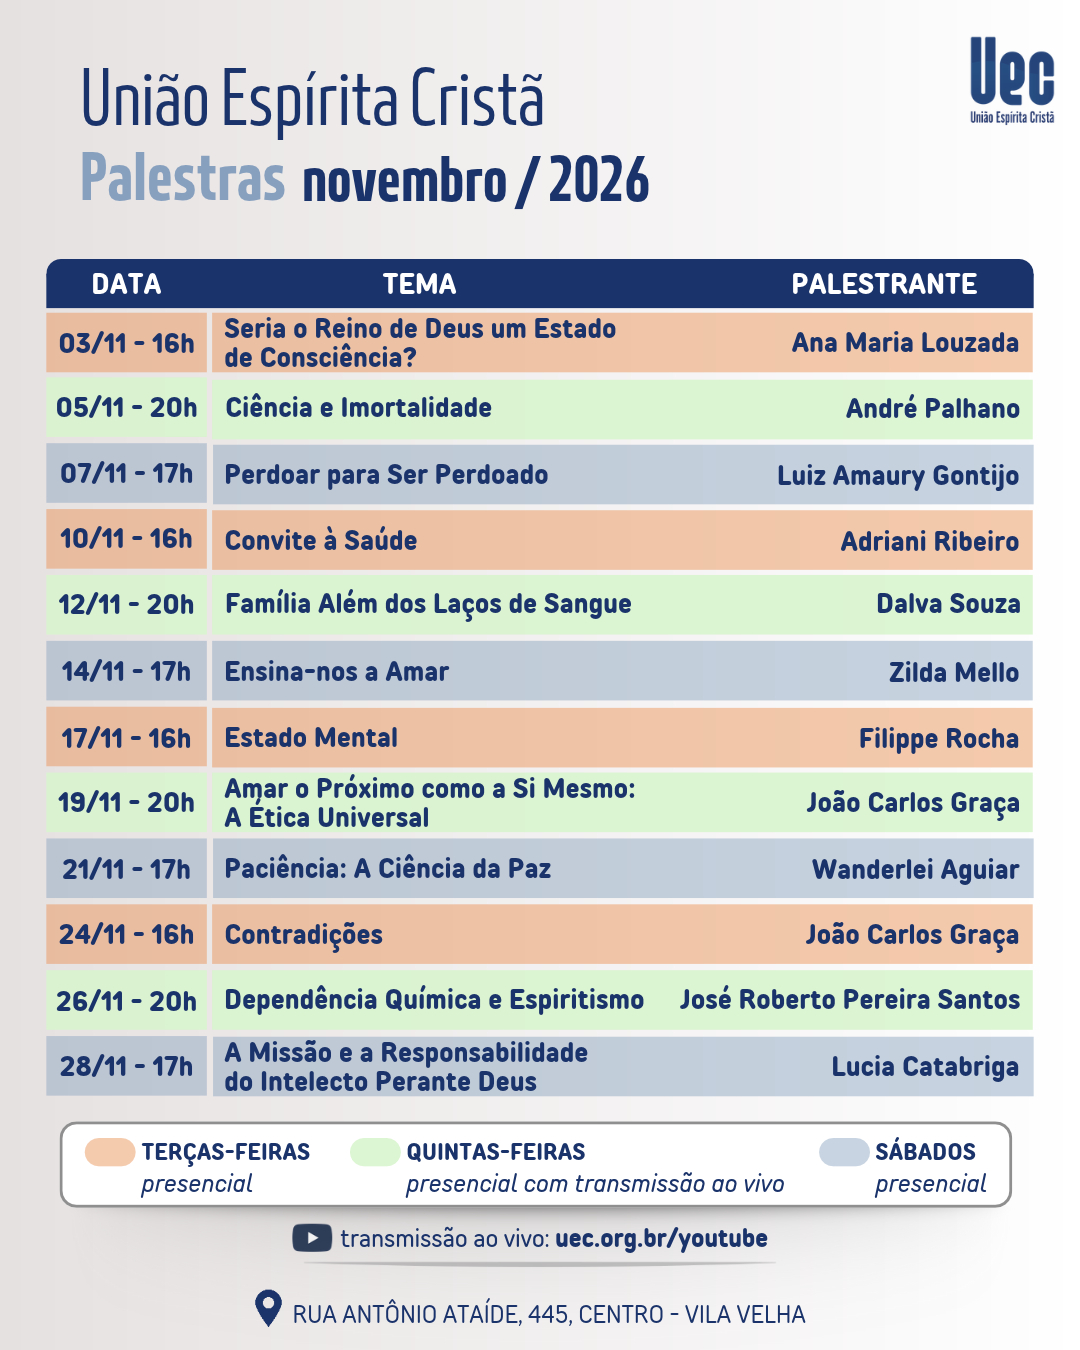 União Espírita Cristã
Uec
União Espírita Cristã
Palestras novembro / 2026
DATA TEMA PALESTRANTE
03/11 - 16h Seria o Reino de Deus um Estado
de Consciência? Ana Maria Louzada
05/11 - 20h Ciência e Imortalidade André Palhano
07/11 - 17h Perdoar para Ser Perdoado Luiz Amaury Gontijo
10/11 - 16h Convite à Saúde Adriani Ribeiro
12/11 - 20h Família Além dos Laços de Sangue Dalva Souza
14/11 - 17h Ensina-nos a Amar Zilda Mello
17/11 - 16h Estado Mental Filippe Rocha
19/11 - 20h Amar o Próximo como a Si Mesmo:
A Ética Universal João Carlos Graça
21/11 - 17h Paciência: A Ciência da Paz Wanderlei Aguiar
24/11 - 16h Contradições João Carlos Graça
26/11 - 20h Dependência Química e Espiritismo José Roberto Pereira Santos
28/11 - 17h A Missão e a Responsabilidade
do Intelecto Perante Deus Lucia Catabriga
TERÇAS-FEIRAS QUINTAS-FEIRAS SÁBADOS
presencial presencial com transmissão ao vivo presencial
transmissão ao vivo: uec.org.br/youtube
RUA ANTÔNIO ATAÍDE, 445, CENTRO - VILA VELHA